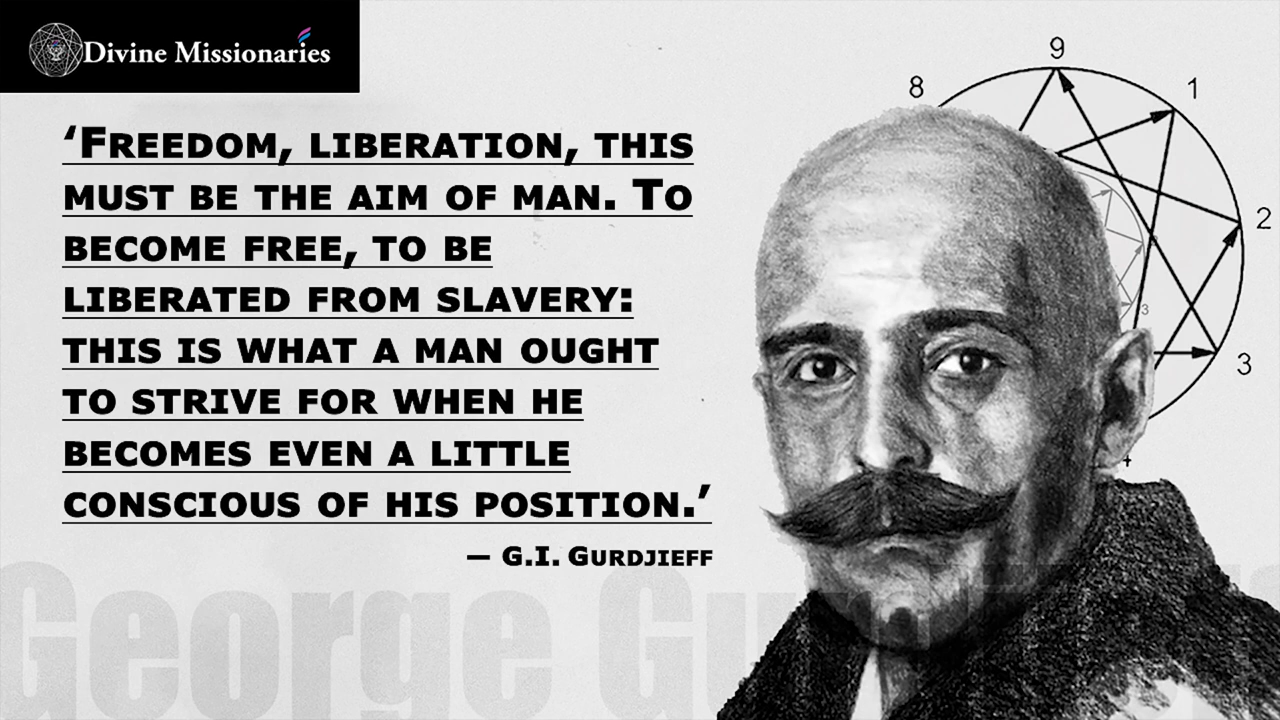 Divine Missionaries
‘FREEDOM, LIBERATION, THIS
MUST BE THE AIM OF MAN. TO
BECOME FREE, TO BE
LIBERATED FROM SLAVERY:
THIS IS WHAT A MAN OUGHT
TO STRIVE FOR WHEN HE
BECOMES EVEN A LITTLE
CONSCIOUS OF HIS POSITION.’
— G.I. GURDJIEFF
9
8
1
2
3
3
4
George Gu